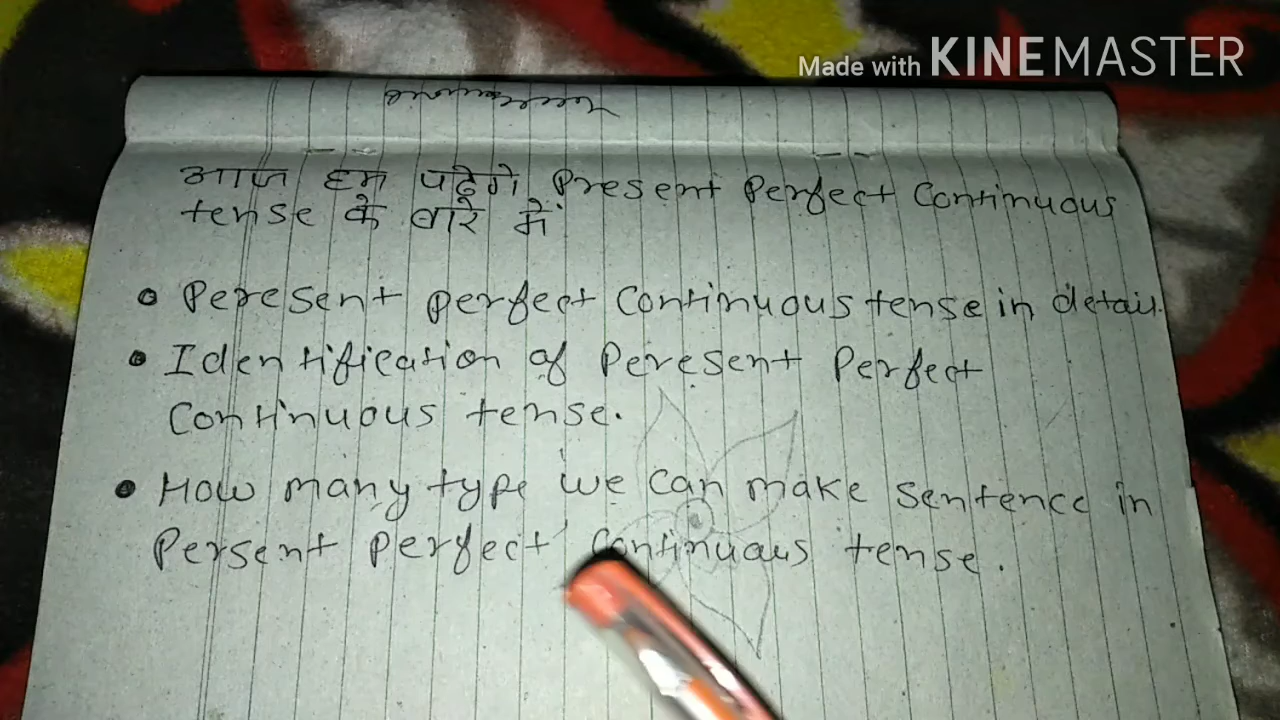 Made with KINEMASTER
आज हम पढेगे Present Perfect Continuous
tense के बारे में
• Peresent perfect Continuous tense in detail.
• Identification of Peresent Perfect
Continuous tense.
• How many type we can make sentence in
Persent perfect Continuous tense.